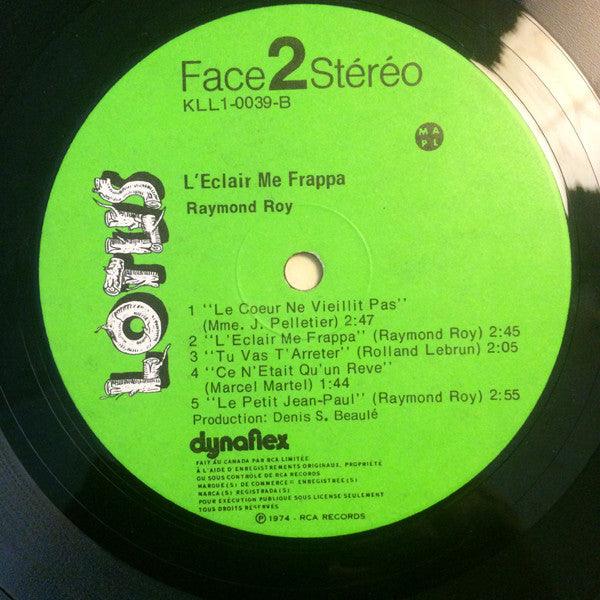 Face 2 Stéréo
KLL1-0039-B
M A
P L
L'Eclair Me Frappa
Raymond Roy
LOTUS
1 "Le Coeur Ne Vieillit Pas"
(Mme. J. Pelletier) 2:47
2 "L'Eclair Me Frappa" (Raymond Roy) 2:45
3 "Tu Vas T'Arreter" (Rolland Lebrun) 2:05
4 "Ce N'Etait Qu'un Reve"
(Marcel Martel) 1:44
5 "Le Petit Jean-Paul" (Raymond Roy) 2:55
Production: Denis S. Beaulé
dynaflex
FAIT AU CANADA PAR RCA LIMITÉE
À L'AIDE D'ENREGISTREMENTS ORIGINAUX, PROPRIÉTÉ
OU SOUS CONTRÔLE DE RCA RECORDS
MARQUE(S) DE COMMERCE ENREGISTREE(S)
MARCA(S) REGISTRADA(S)
POUR EXÉCUTION PUBLIQUE SOUS LICENSE SEULEMENT
TOUS DROITS RESERVÉS
℗ 1974 - RCA RECORDS